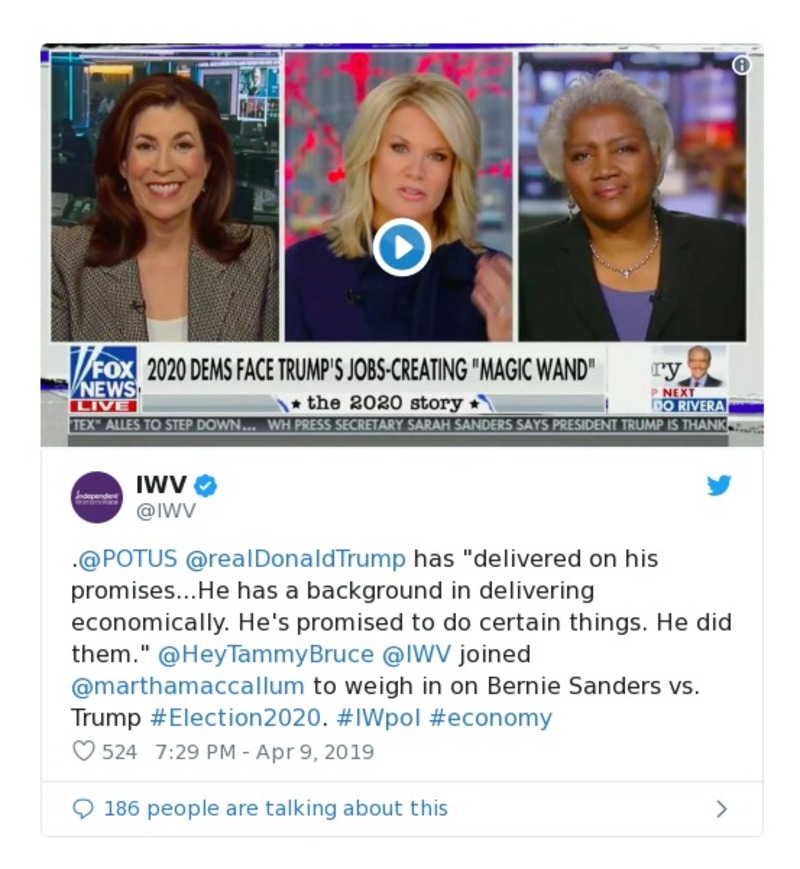 2020 DEMS FACE TRUMP'S JOBS-CREATING "MAGIC WAND"
FOX
NEWS
LIVE
★ the 2020 story ★
ry
P NEXT
DO RIVERA
'TEX" ALLES TO STEP DOWN... WH PRESS SECRETARY SARAH SANDERS SAYS PRESIDENT TRUMP IS THANK
Independent
IWV
@IWV
.@POTUS @realDonaldTrump has "delivered on his
promises...He has a background in delivering
economically. He's promised to do certain things. He did
them." @HeyTammyBruce @IWV joined
@marthamaccallum to weigh in on Bernie Sanders vs.
Trump #Election2020. #IWpol #economy
524 7:29 PM - Apr 9, 2019
186 people are talking about this